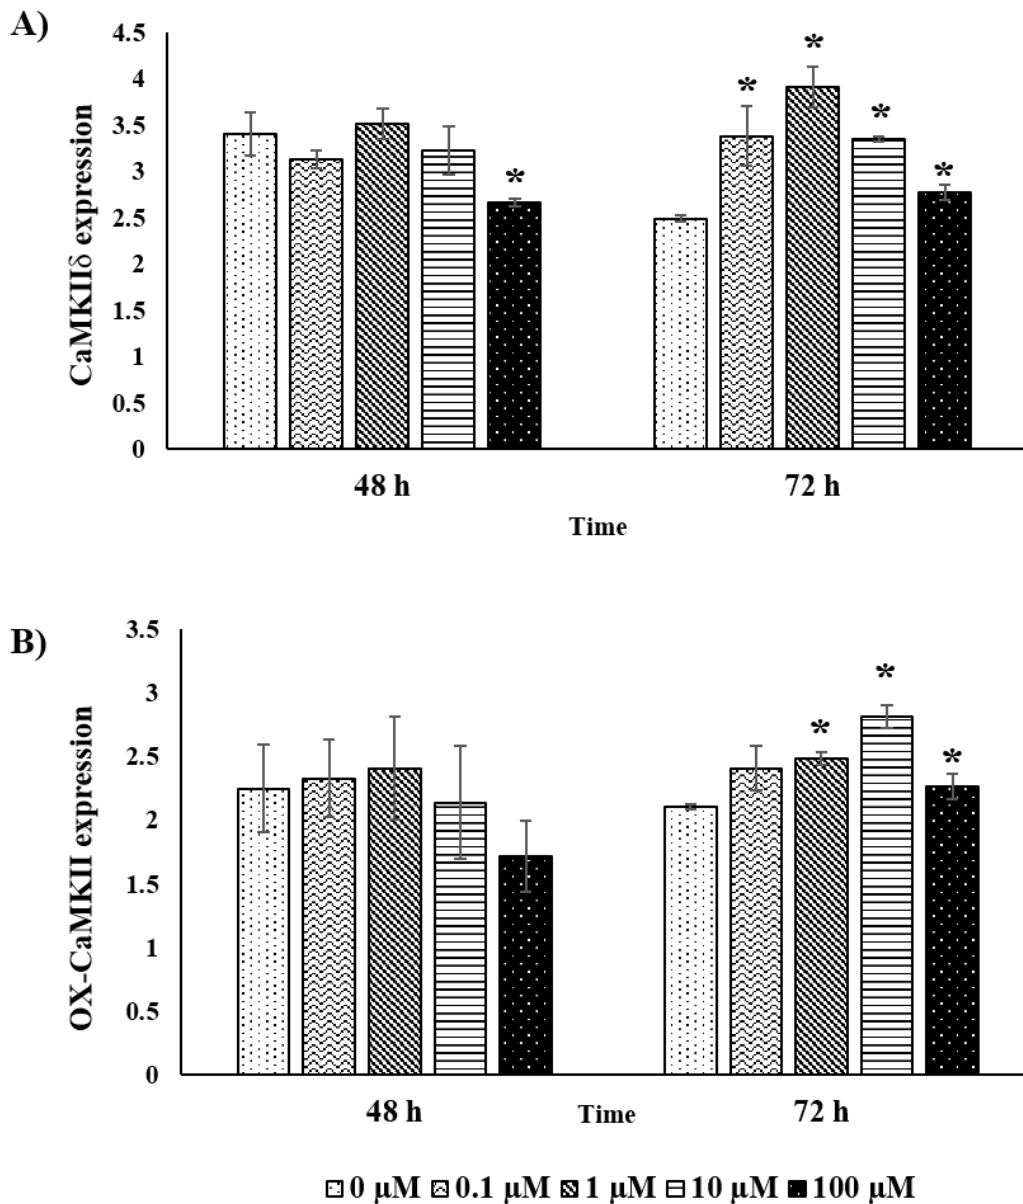 A)
CaMKIIδ expression
4.5
4
3.5
3
2.5
2
1.5
1
0.5
0
*
*
*
*
*
48 h
72 h
Time
B)
OX-CaMKII expression
3.5
3
2.5
2
1.5
1
0.5
0
*
*
*
48 h
Time
72 h
0 μM 0.1 μM 1 μM 10 μM 100 μM